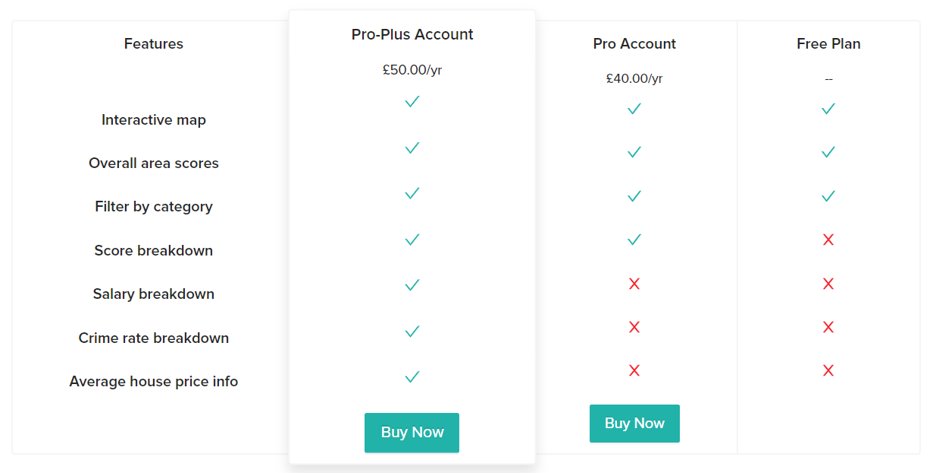 Features
Pro-Plus Account
Pro Account
Free Plan
£50.00/yr
£40.00/yr
--
Interactive map
Overall area scores
Filter by category
Score breakdown
Salary breakdown
Crime rate breakdown
Average house price info
Buy Now
Buy Now